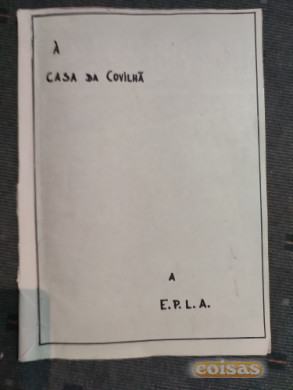 À
CASA DA COVILHÃ
A
E.P.L.A.
coisas